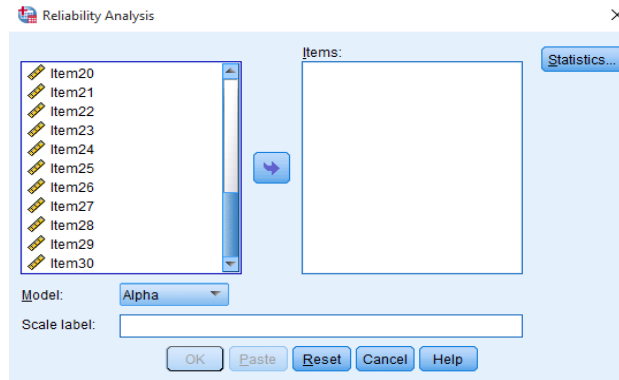 Reliability Analysis
Items:
Statistics...
Item20
Item21
Item22
Item23
Item24
Item25
Item26
Item27
Item28
Item29
Item30
Model:
Alpha
Scale label:
OK
Paste
Reset
Cancel
Help